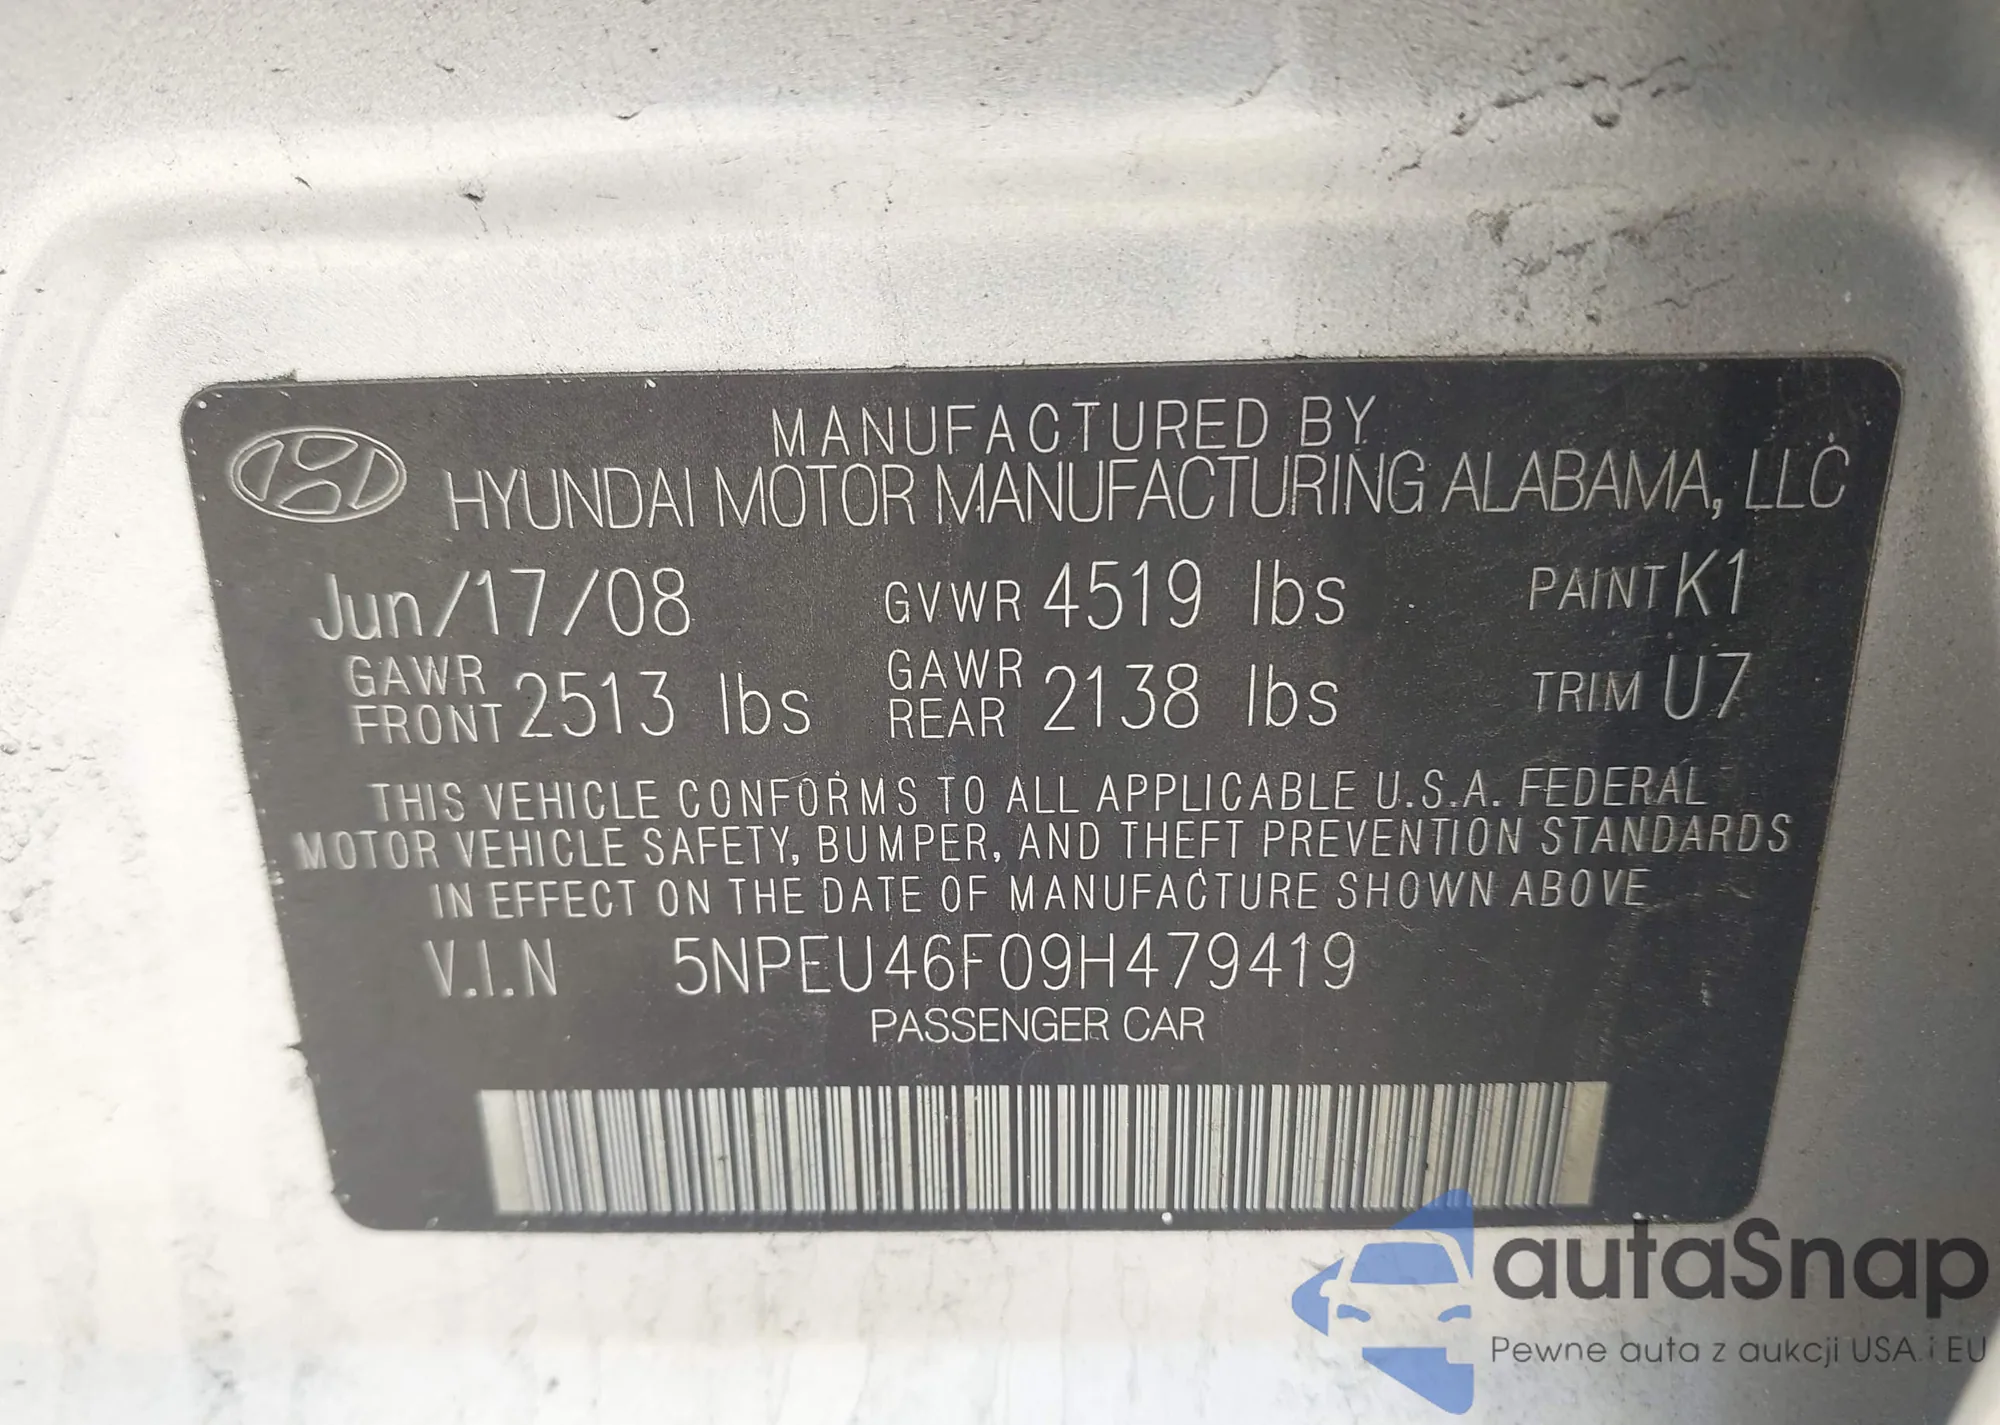 MANUFACTURED BY
HYUNDAI MOTOR MANUFACTURING ALABAMA, LLC
Jun/17/08 GVWR 4519 lbs PAINT K1
GAWR FRONT 2513 lbs GAWR REAR 2138 lbs TRIM U7
THIS VEHICLE CONFORMS TO ALL APPLICABLE U.S.A. FEDERAL
MOTOR VEHICLE SAFETY, BUMPER, AND THEFT PREVENTION STANDARDS
IN EFFECT ON THE DATE OF MANUFACTURE SHOWN ABOVE
V.I.N 5NPEU46F09H479419
PASSENGER CAR
autaSnap
Pewne auta z aukcji USA i EU